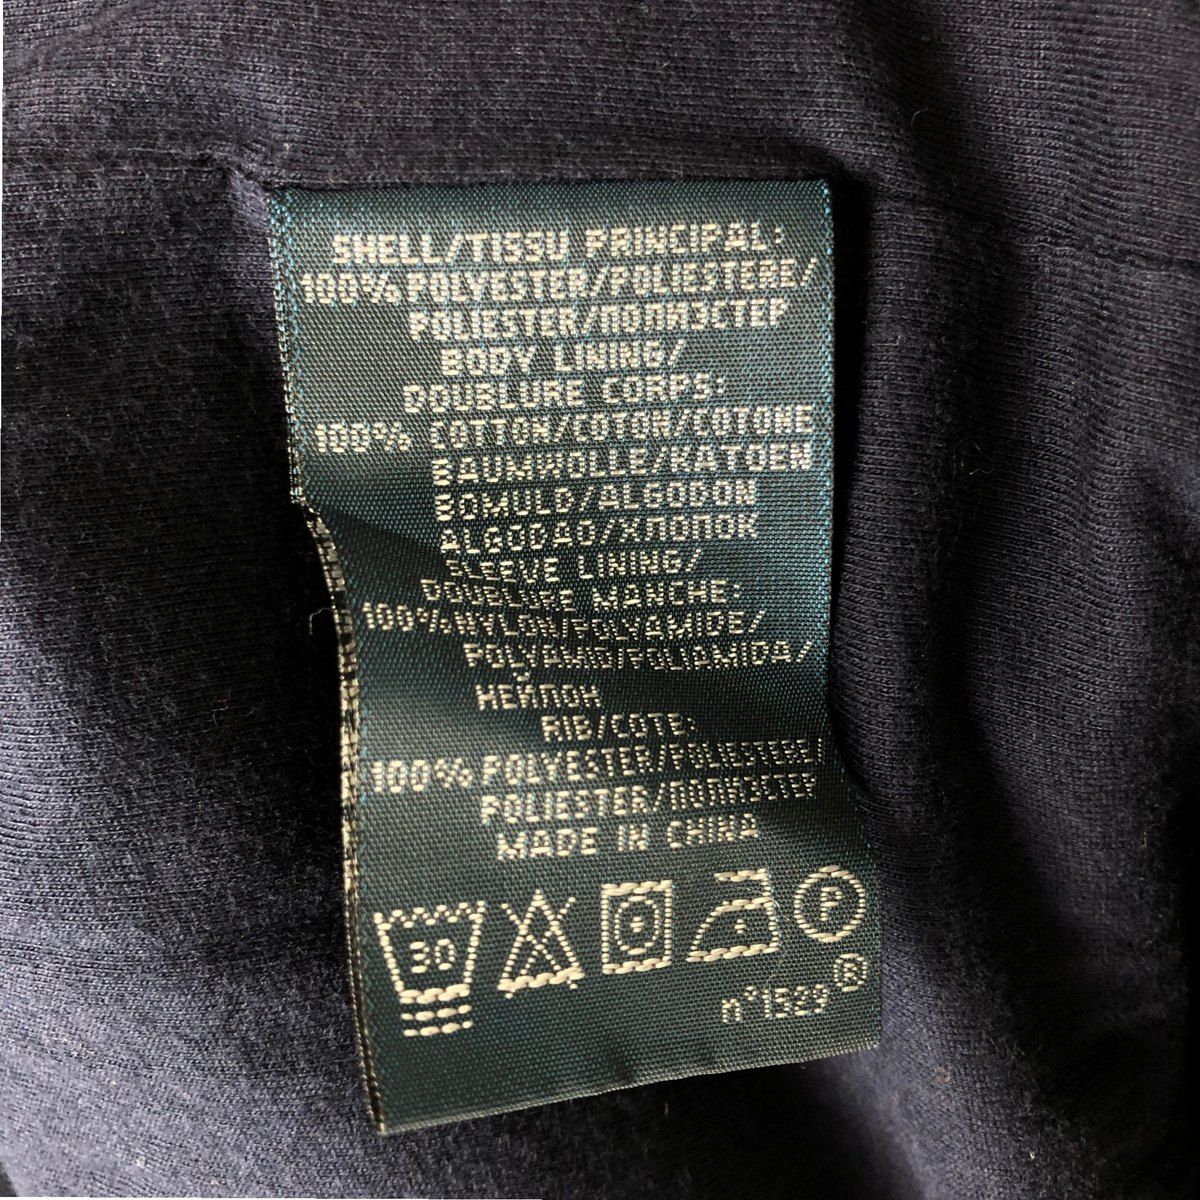 SHELL/TISSU PRINCIPAL:
100% POLYESTER/POLIESTERE/
POLIESTER/ПОЛИЭСТЕР
BODY LINING/
DOUBLURE CORPS:
100% COTTON/COTON/COTONE
BAUMWOLLE/KATOEN
BOMULD/ALGODON
ALGODAO/ХЛОПОК
SLEEVE LINING/
DOUBLURE MANCHE:
100% NYLON/POLYAMIDE/
POLYAMID/POLIAMIDA/
НЕЙЛОН
RIB/COTE:
100% POLYESTER/POLIESTERE/
POLIESTER/ПОЛИЭСТЕР
MADE IN CHINA
30 P
n°1529 ®